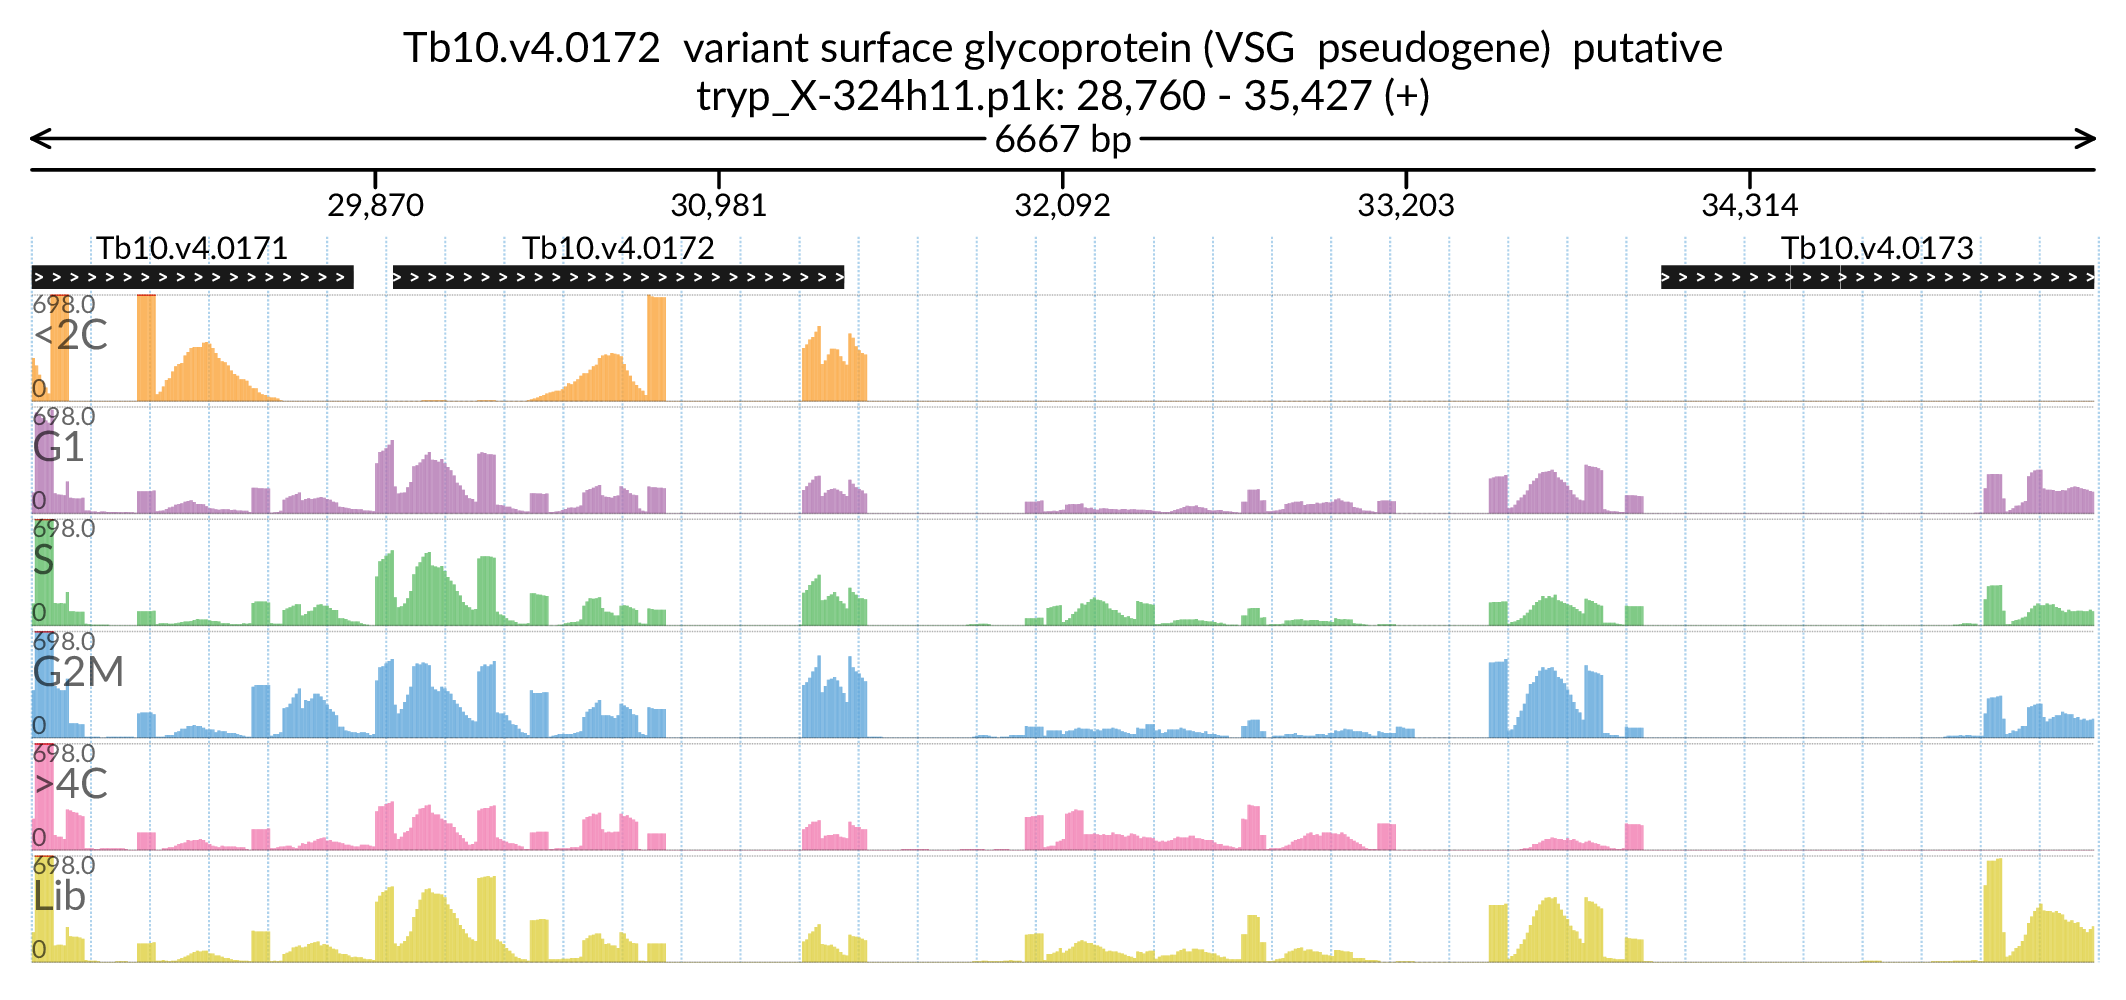 Tb10.v4.0172  variant surface glycoprotein (VSG  pseudogene)  putative
tryp_X-324h11.p1k: 28,760 - 35,427 (+)
6667 bp
29,870 30,981 32,092 33,203 34,314
Tb10.v4.0171 Tb10.v4.0172 Tb10.v4.0173
698.0
<2C
0
698.0
G1
0
698.0
S
0
698.0
G2M
0
698.0
>4C
0
698.0
Lib
0